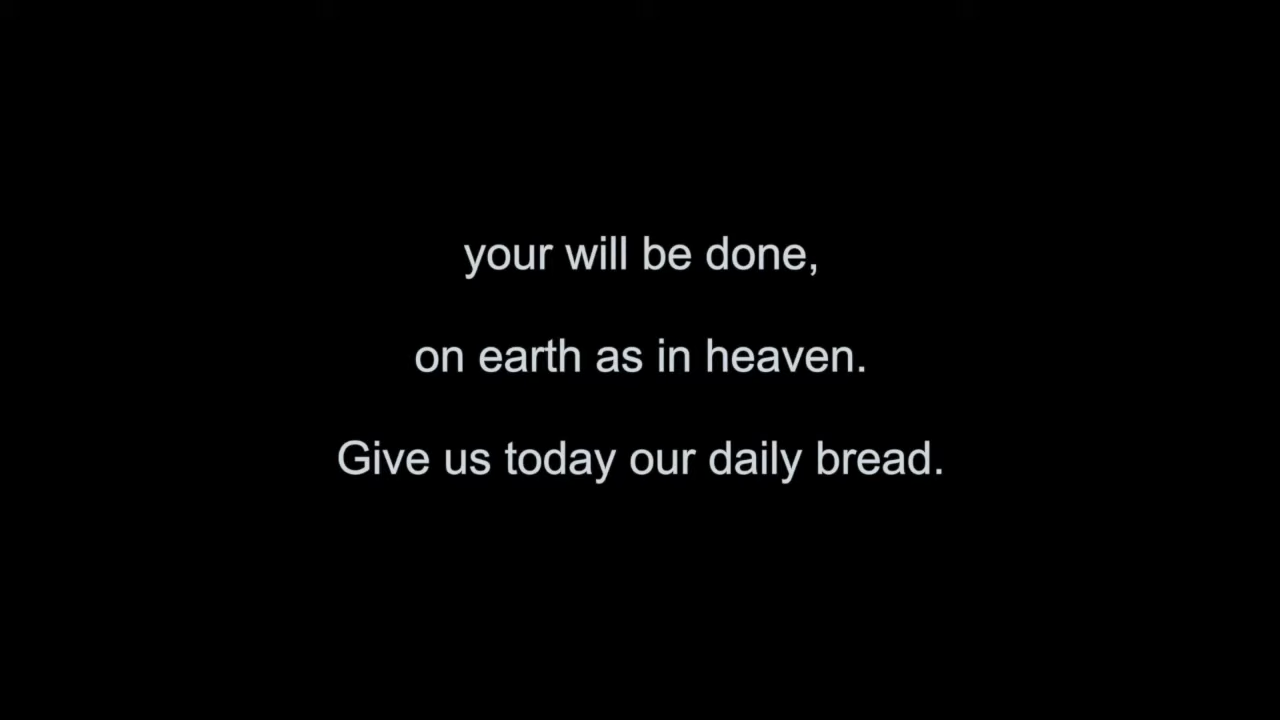 your will be done,
on earth as in heaven.
Give us today our daily bread.